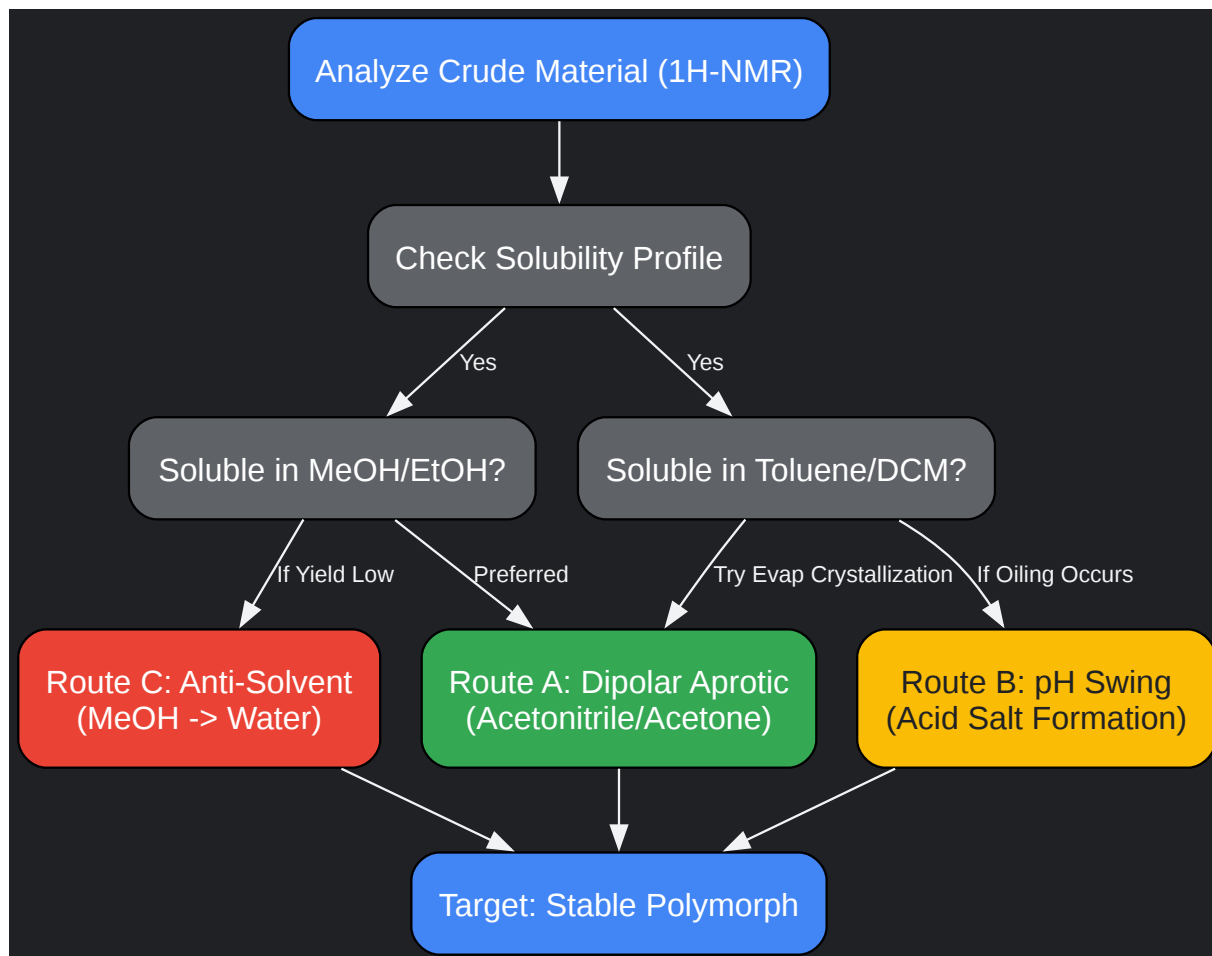 Analyze Crude Material (1H-NMR)
Check Solubility Profile
Yes
Yes
Soluble in MeOH/EtOH?
Soluble in Toluene/DCM?
If Yield Low
Preferred
Try Evap Crystallization
If Oiling Occurs
Route C: Anti-Solvent
(MeOH -> Water)
Route A: Dipolar Aprotic
(Acetonitrile/Acetone)
Route B: pH Swing
(Acid Salt Formation)
Target: Stable Polymorph